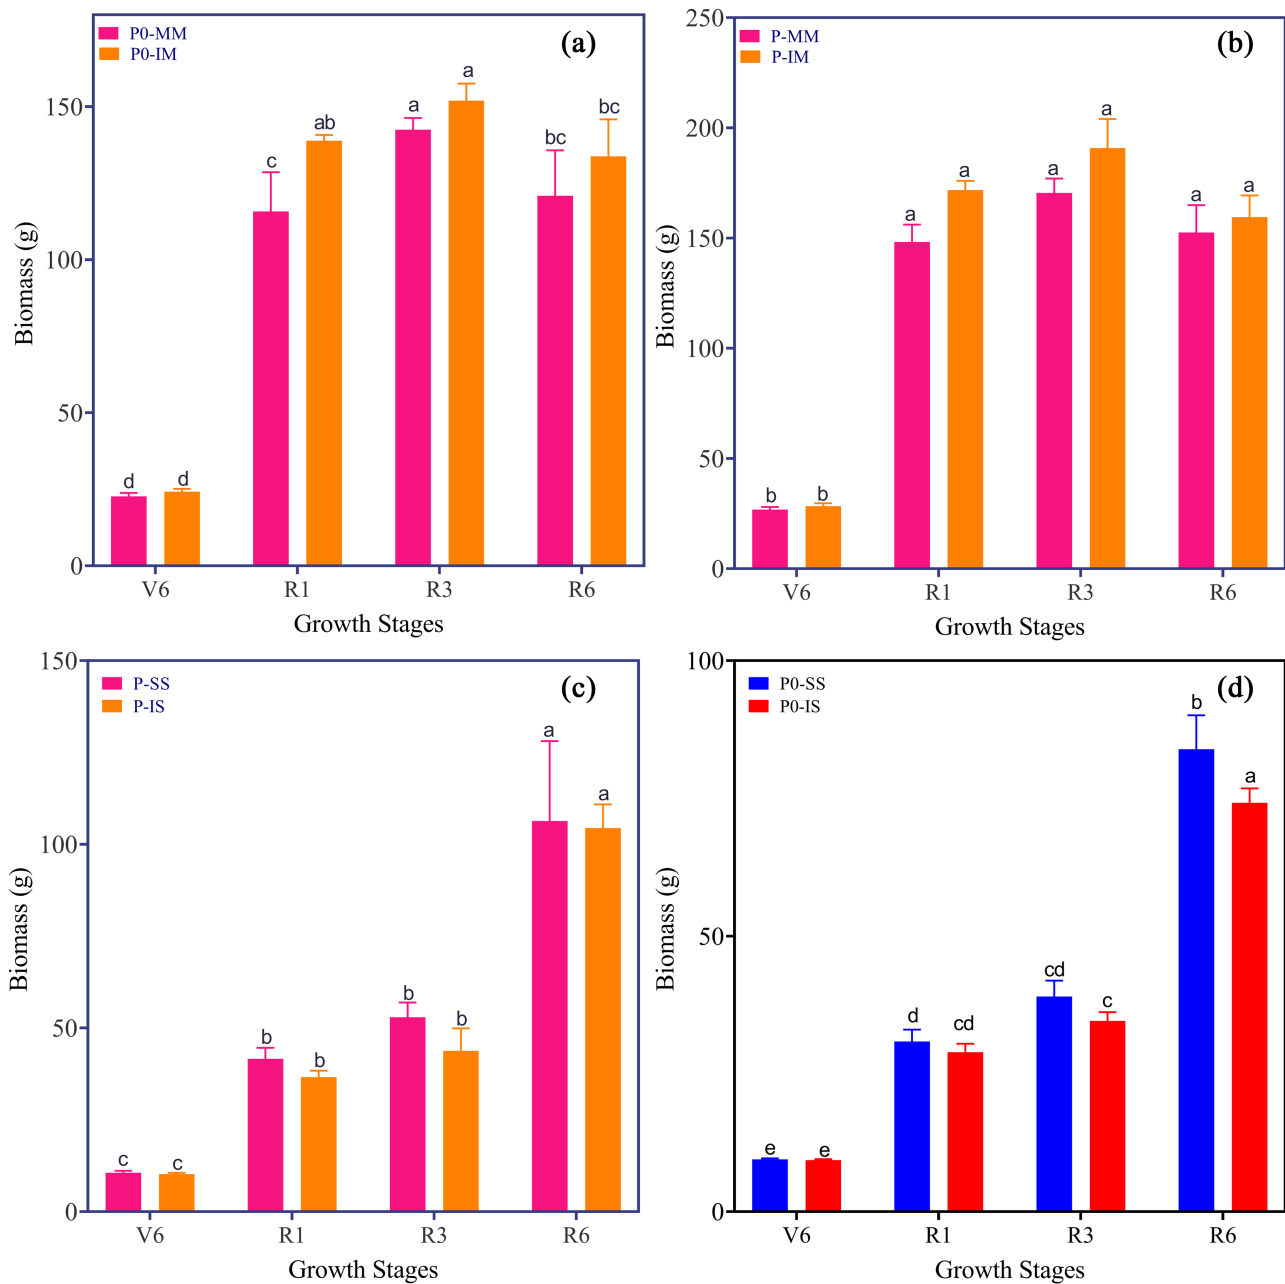 P0-MM
P0-IM
(a)
Biomass (g)
150
100
50
0
d
d
c
ab
a
a
bc
bc
V6
R1
R3
R6
Growth Stages
P-MM
P-IM
(b)
Biomass (g)
250
200
150
100
50
0
b
b
a
a
a
a
a
a
V6
R1
R3
R6
Growth Stages
P-SS
P-IS
(c)
Biomass (g)
150
100
50
0
c
c
b
b
b
b
a
a
V6
R1
R3
R6
Growth Stages
P0-SS
P0-IS
(d)
Biomass (g)
100
50
0
e
e
d
cd
cd
c
b
a
V6
R1
R3
R6
Growth Stages